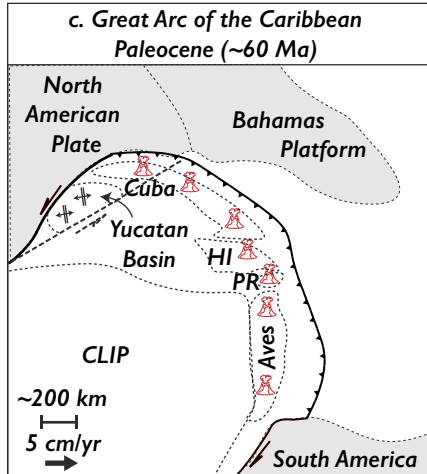 c. Great Arc of the Caribbean
Paleocene (~60 Ma)
North
American
Plate
Bahamas
Platform
Cuba
Yucatan
Basin
HI
PR
Aves
CLIP
~200 km
5 cm/yr
South America